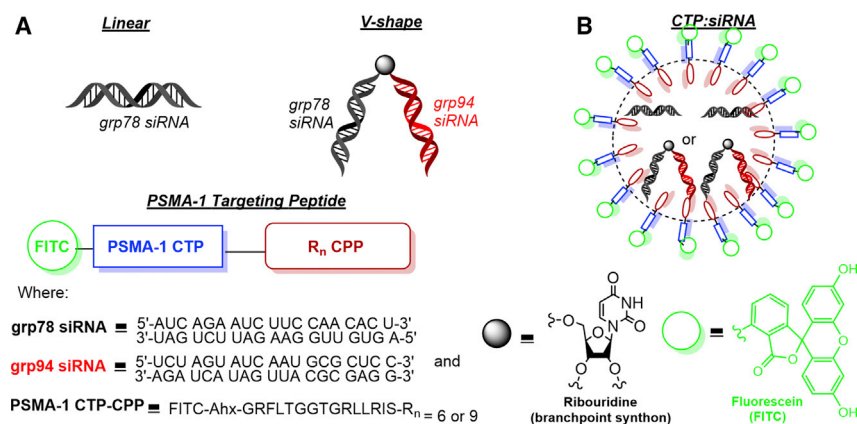 A
Linear
grp78 siRNA
V-shape
grp78
siRNA
grp94
siRNA
PSMA-1 Targeting Peptide
FITC
PSMA-1 CTP
Rn CPP
Where:
grp78 siRNA = 5'-AUC AGA AUC UUC CAA CAC U-3'
3'-UAG UCU UAG AAG GUU GUG A-5'
grp94 siRNA = 5'-UCU AGU AUC AAU GCG CUC C-3'
3'-AGA UCA UAG UUA CGC GAG G-3'
PSMA-1 CTP-CPP = FITC-Ahx-GRFLTGGTGRLLRIS-Rn = 6 or 9
and
B
CTP:siRNA
or
O
NH
N
O
O
O
O
O
Ribouridine
(branchpoint synthon)
OH
O
O
O
OH
Fluorescein
(FITC)